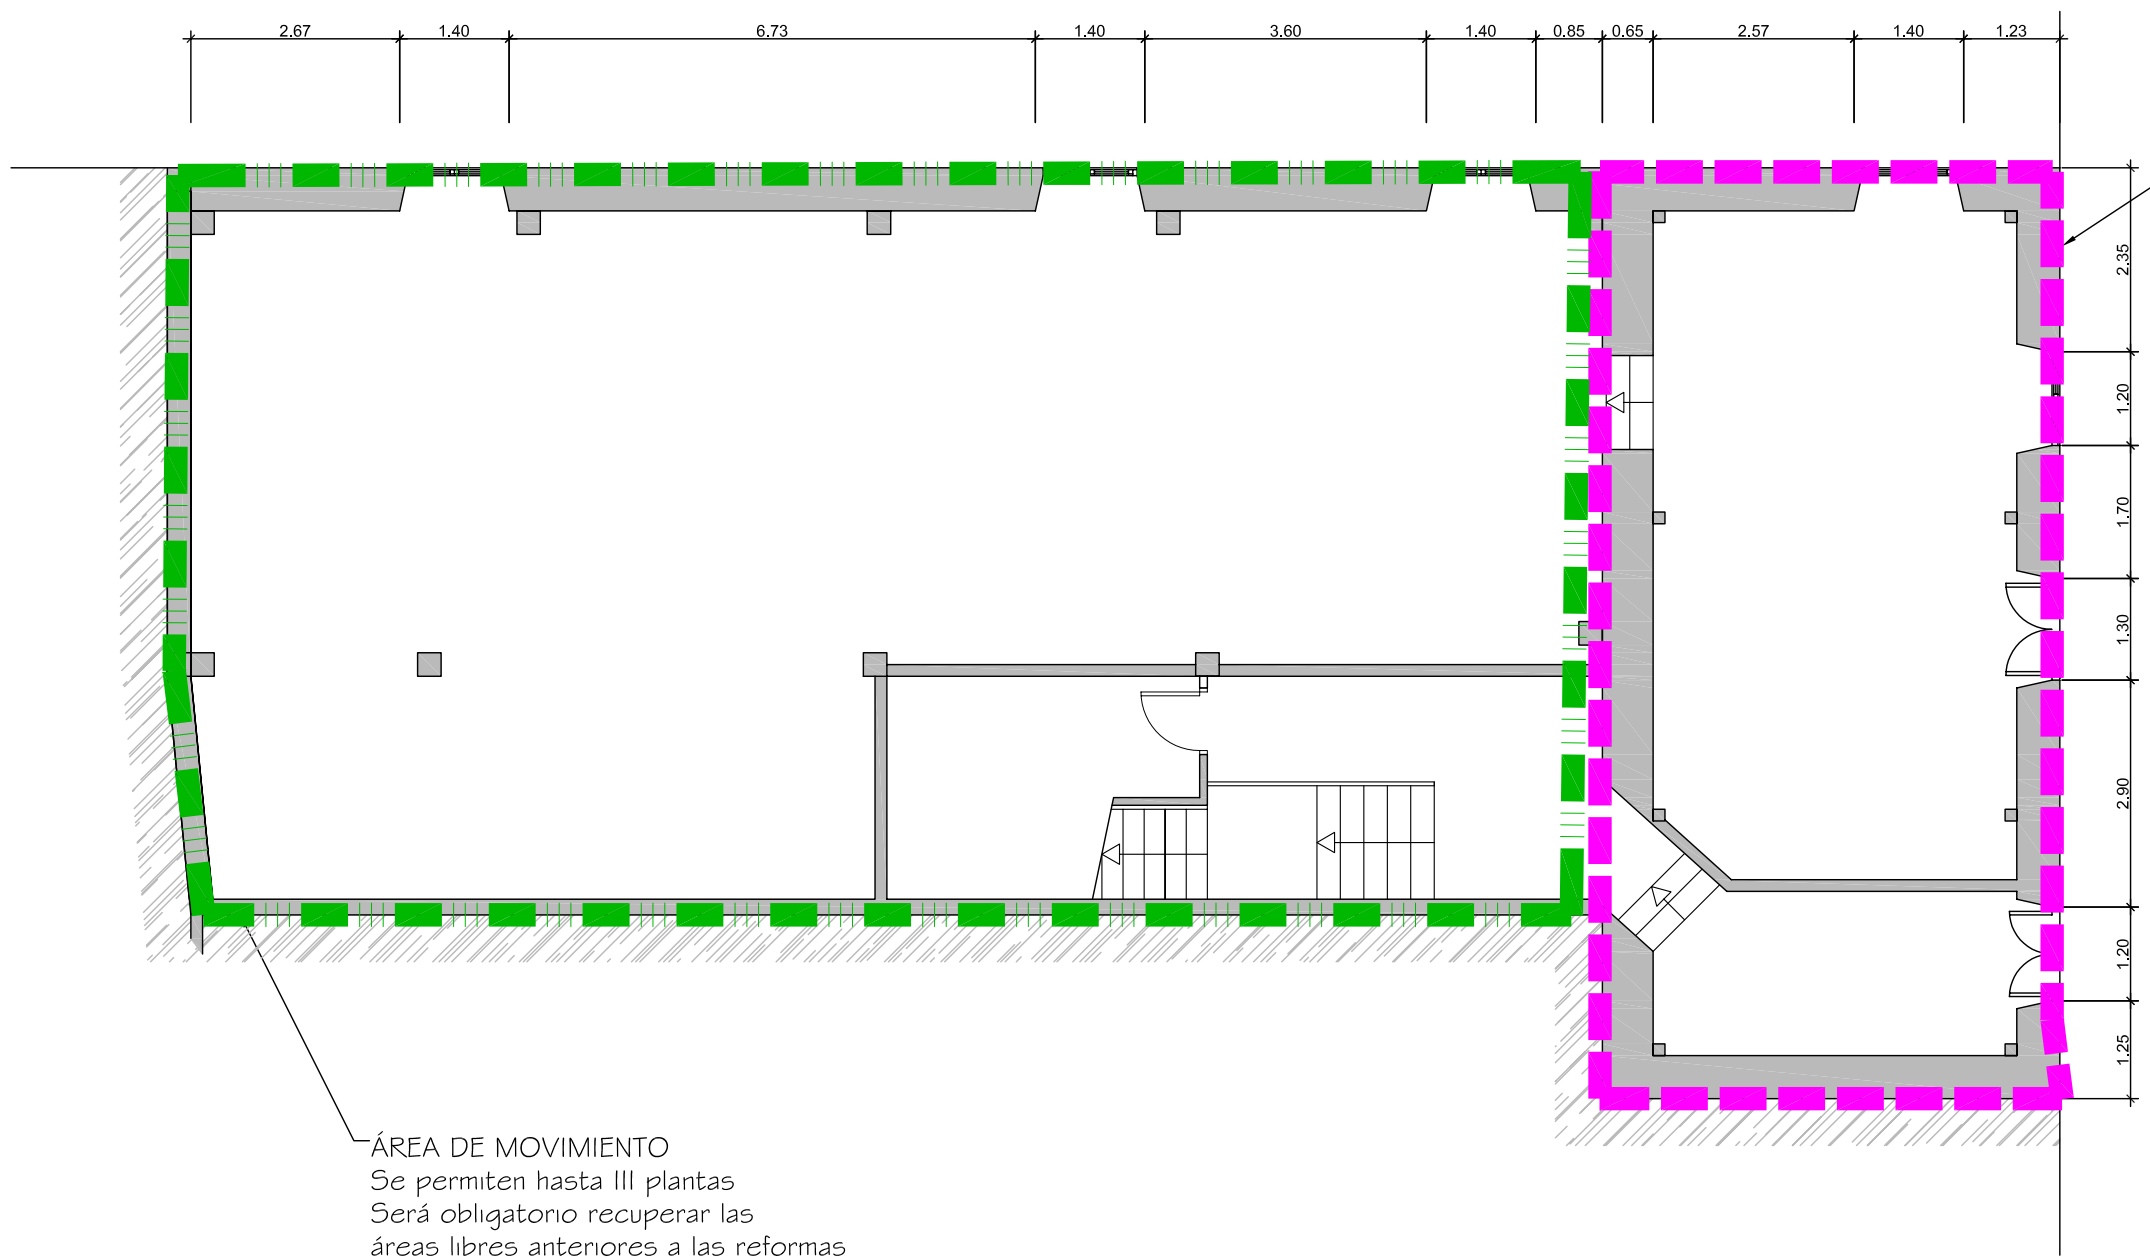 2.67 1.40 6.73 1.40 3.60 1.40 0.85 0.65 2.57 1.40 1.23
2.35
1.20
1.70
1.30
2.90
1.20
1.25
ÁREA DE MOVIMIENTO
Se permiten hasta III plantas
Será obligatorio recuperar las
áreas libres anteriores a las reformas